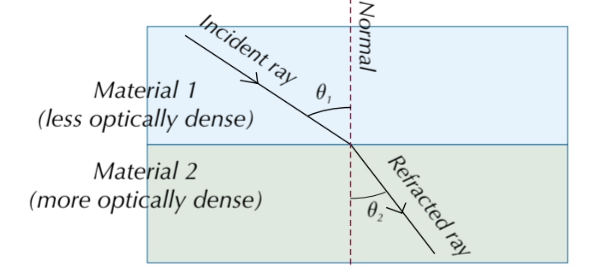 Incident ray
Normal
Material 1
(less optically dense)
θ₁
Material 2
(more optically dense)
θ₂
Refracted ray